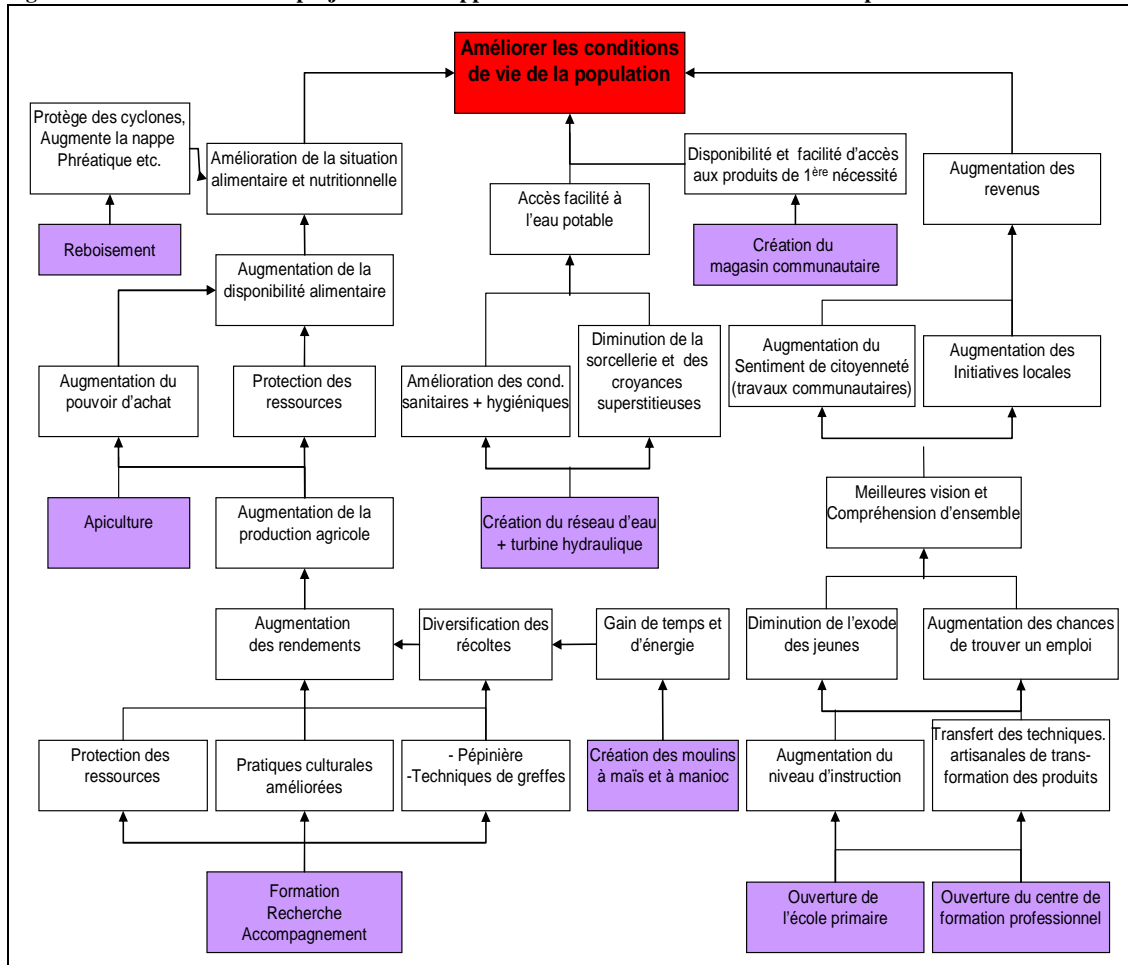 Améliorer les conditions
de vie de la population
Protège des cyclones,
Augmente la nappe
Phréatique etc.
Amélioration de la situation
alimentaire et nutritionnelle
Disponibilité et facilité d'accès
aux produits de 1ère nécessité
Augmentation des
revenus
Accès facilité à
l'eau potable
Reboisement
Création du
magasin communautaire
Augmentation de la
disponibilité alimentaire
Augmentation du
pouvoir d'achat
Protection des
ressources
Amélioration des cond.
sanitaires + hygiéniques
Diminution de la
sorcellerie et des
croyances
superstitieuses
Augmentation du
Sentiment de citoyenneté
(travaux communautaires)
Augmentation des
Initiatives locales
Apiculture
Augmentation de la
production agricole
Création du réseau d'eau
+ turbine hydraulique
Meilleures vision et
Compréhension d'ensemble
Augmentation
des rendements
Diversification des
récoltes
Gain de temps et
d'énergie
Diminution de l'exode
des jeunes
Augmentation des chances
de trouver un emploi
Protection des
ressources
Pratiques culturales
améliorées
- Pépinière
-Techniques de greffes
Création des moulins
à maïs et à manioc
Augmentation du
niveau d'instruction
Transfert des techniques.
artisanales de trans-
formation des produits
Formation
Recherche
Accompagnement
Ouverture de
l'école primaire
Ouverture du centre de
formation professionnel